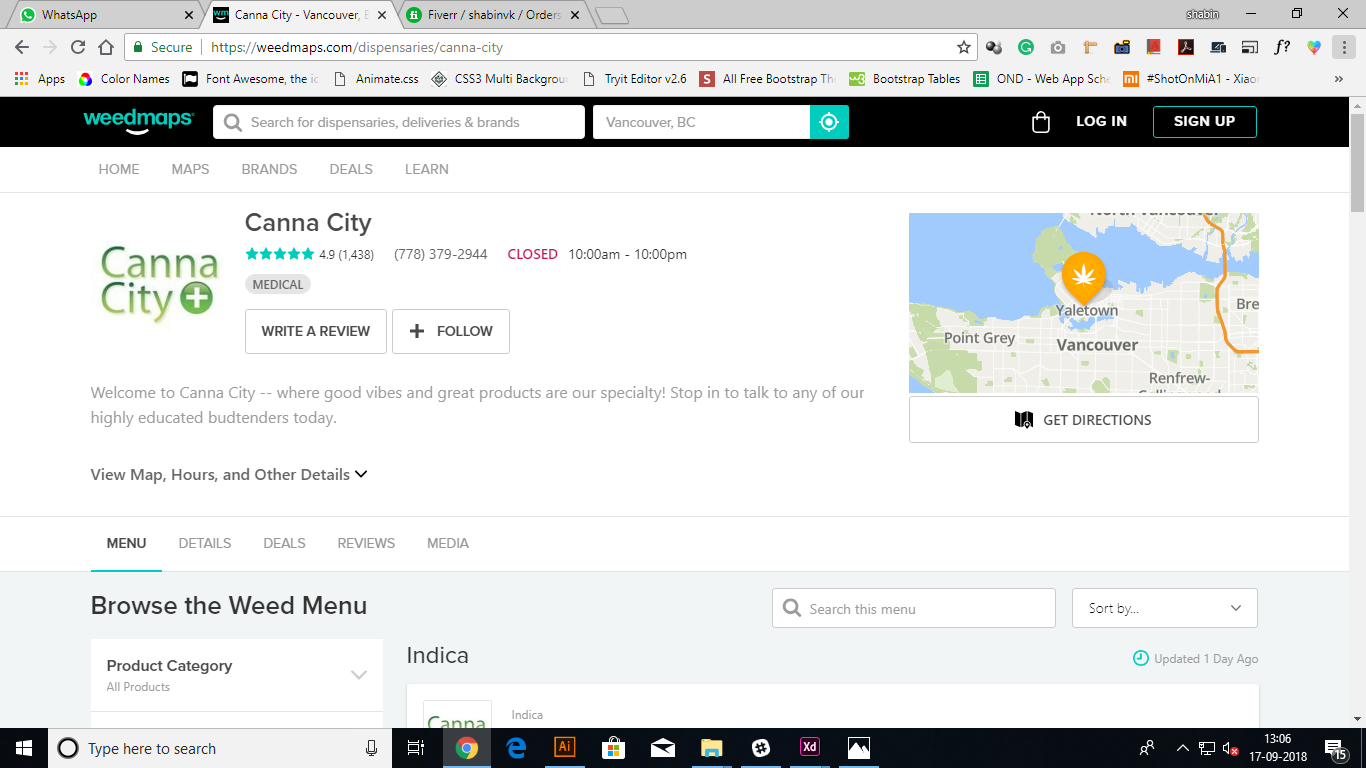 WhatsApp
Canna City - Vancouver, B
Fiverr / shabinvk / Orders
shabin
Secure
https://weedmaps.com/dispensaries/canna-city
Apps
Color Names
Font Awesome, the ic
Animate.css
CSS3 Multi Backgrou
Tryit Editor v2.6
All Free Bootstrap Th
Bootstrap Tables
OND - Web App Sche
#ShotOnMiA1 - Xiao
weedmaps
Search for dispensaries, deliveries & brands
Vancouver, BC
LOG IN
SIGN UP
HOME
MAPS
BRANDS
DEALS
LEARN
Canna
City
Canna City
4.9 (1,438)
(778) 379-2944
CLOSED
10:00am - 10:00pm
MEDICAL
WRITE A REVIEW
FOLLOW
Welcome to Canna City -- where good vibes and great products are our specialty! Stop in to talk to any of our
highly educated budtenders today.
View Map, Hours, and Other Details
North Vancouver
Yaletown
Bre
Point Grey
Vancouver
Renfrew-
GET DIRECTIONS
MENU
DETAILS
DEALS
REVIEWS
MEDIA
Browse the Weed Menu
Search this menu
Sort by...
Product Category
All Products
Indica
Updated 1 Day Ago
Canna
Indica
Type here to search
Ai
Xd
13:06
17-09-2018
15